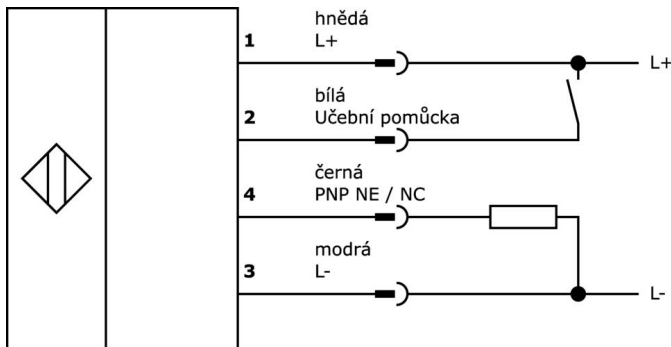 hnědá
1 L+ L+
bílá
2 Učební pomůcka
černá
4 PNP NE / NC
modrá
3 L- L-